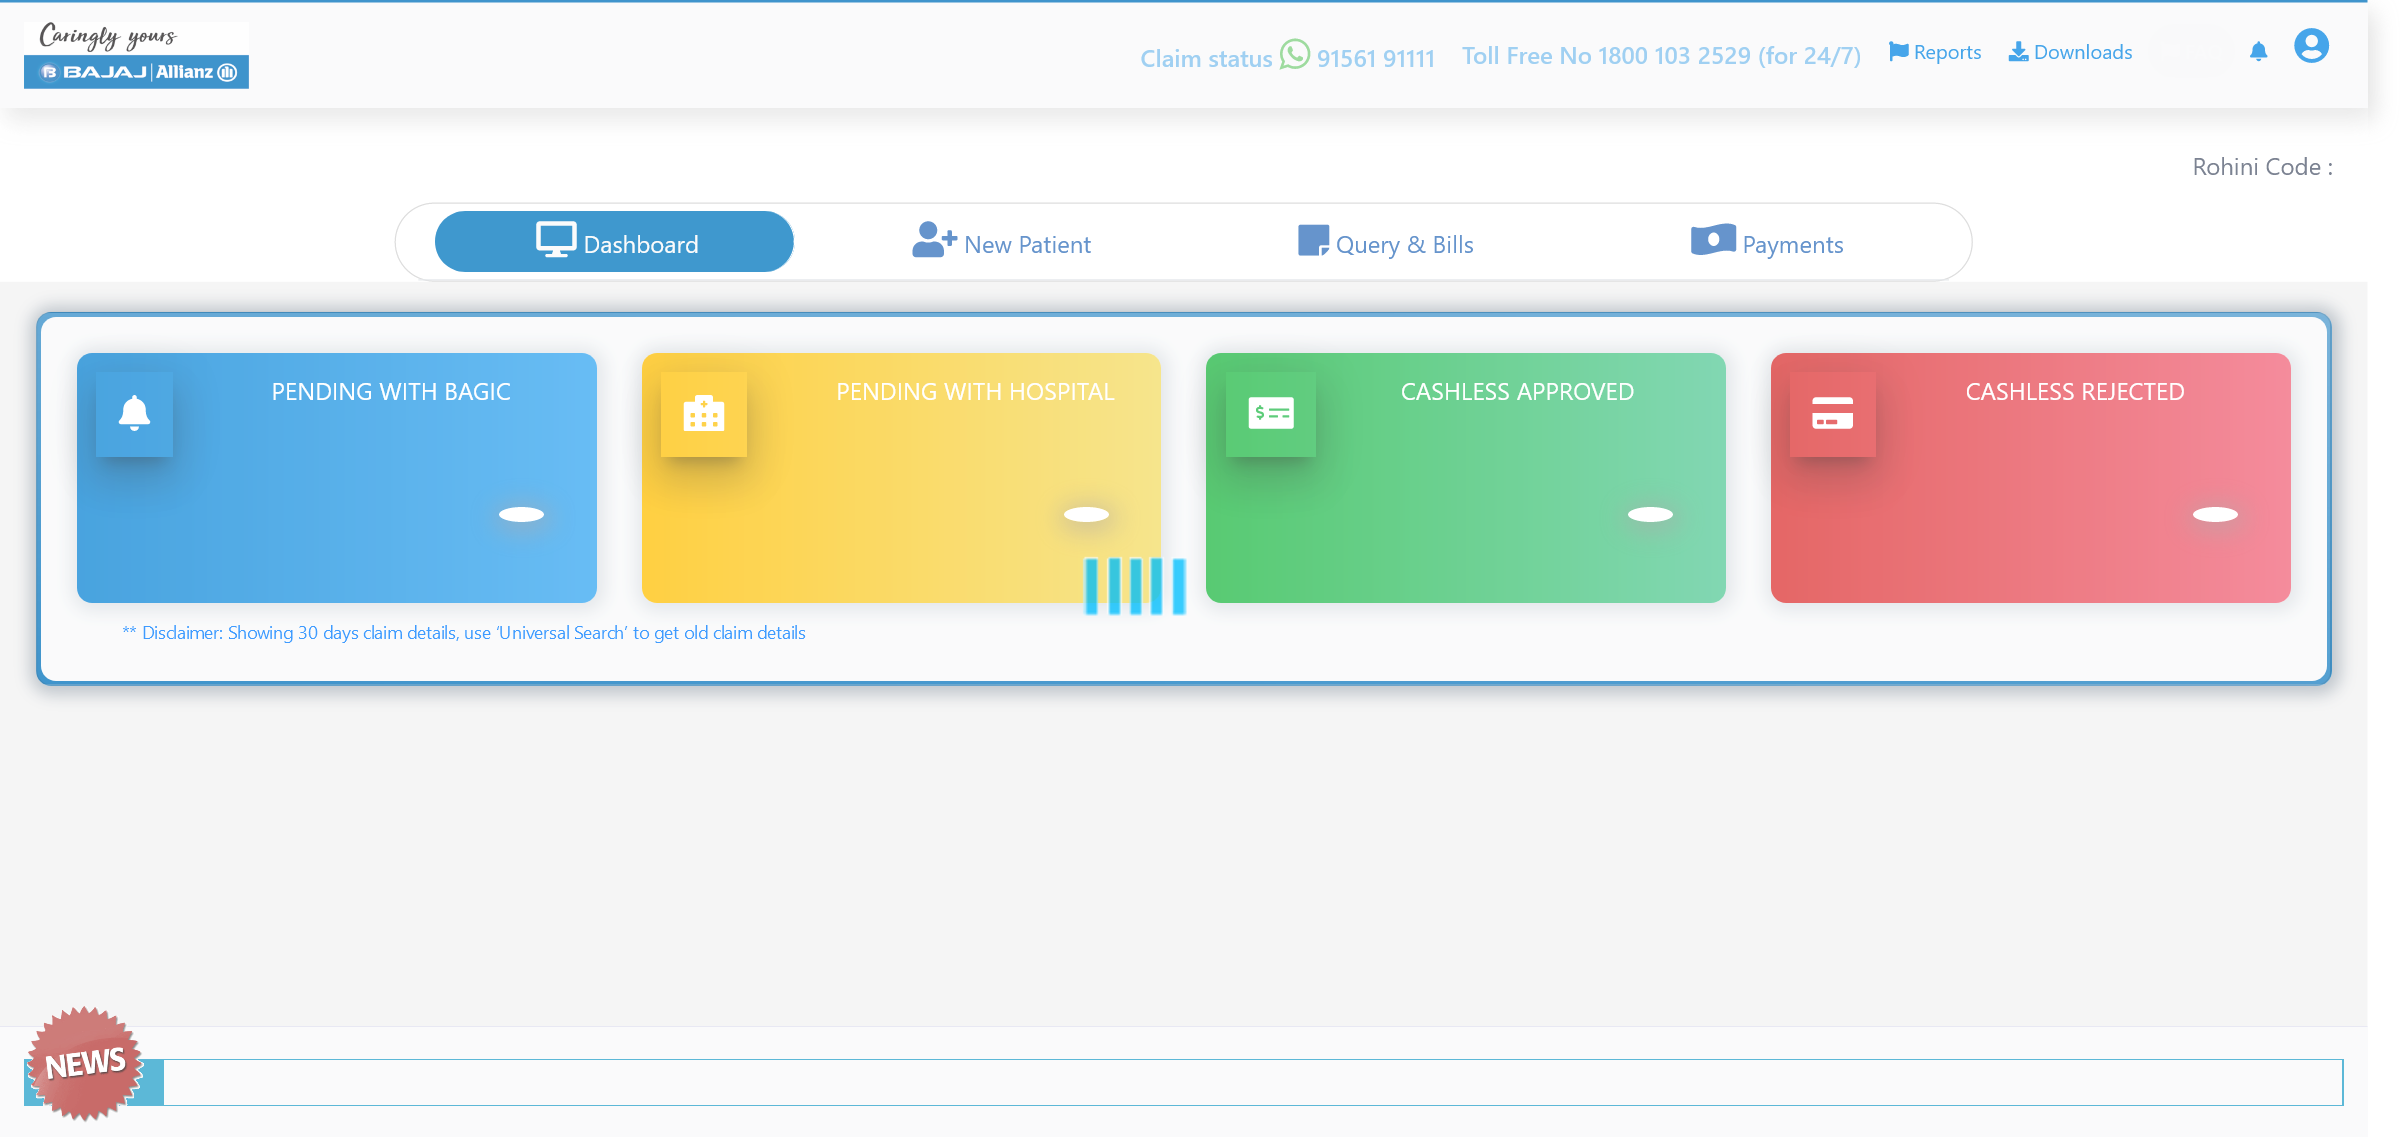 Caringly yours
BAJAJ | Allianz
Claim status 91561 91111
Toll Free No 1800 103 2529 (for 24/7)
Reports
Downloads
Rohini Code :
Dashboard
New Patient
Query & Bills
Payments
PENDING WITH BAGIC
PENDING WITH HOSPITAL
CASHLESS APPROVED
CASHLESS REJECTED
** Disclaimer: Showing 30 days claim details, use ‘Universal Search’ to get old claim details
NEWS